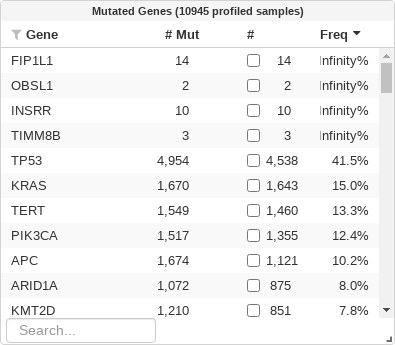 Mutated Genes (10945 profiled samples)
Gene # Mut # Freq
FIP1L1 14 14 Infinity%
OBSL1 2 2 Infinity%
INSRR 10 10 Infinity%
TIMM8B 3 3 Infinity%
TP53 4,954 4,538 41.5%
KRAS 1,670 1,643 15.0%
TERT 1,549 1,460 13.3%
PIK3CA 1,517 1,355 12.4%
APC 1,674 1,121 10.2%
ARID1A 1,072 875 8.0%
KMT2D 1,210 851 7.8%
Search...